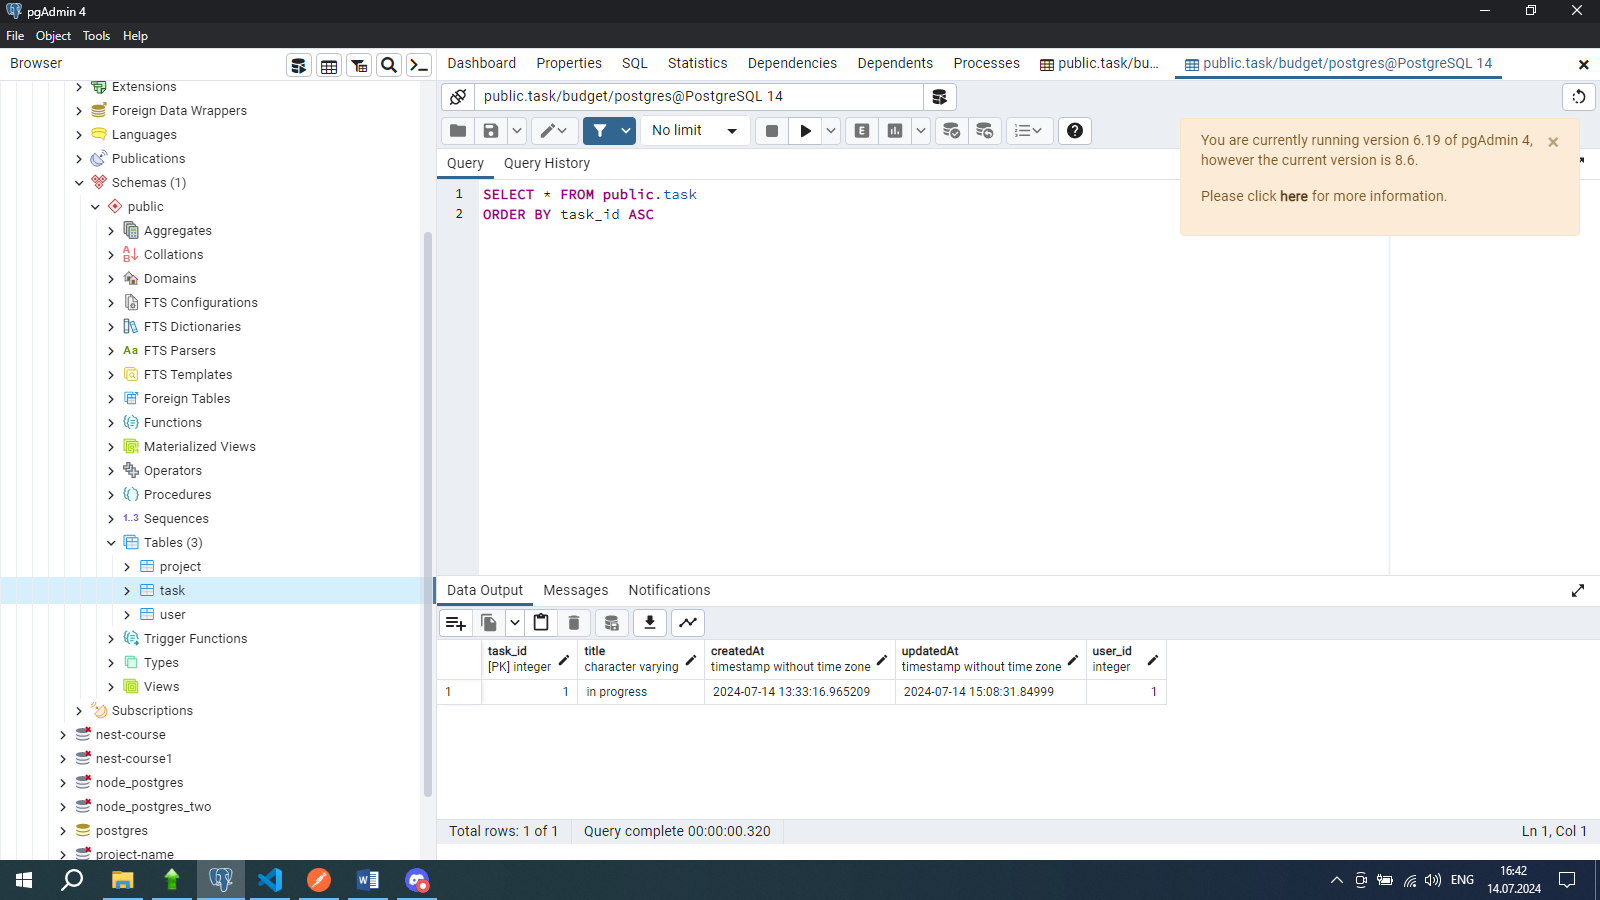 pgAdmin 4
File Object Tools Help
Browser
Dashboard Properties SQL Statistics Dependencies Dependents Processes public.task/bu... public.task/budget/postgres@PostgreSQL 14
public.task/budget/postgres@PostgreSQL 14
No limit
Query Query History
1 SELECT * FROM public.task
2 ORDER BY task_id ASC
You are currently running version 6.19 of pgAdmin 4,
however the current version is 8.6.
Please click here for more information.
Extensions
Foreign Data Wrappers
Languages
Publications
Schemas (1)
public
Aggregates
Collations
Domains
FTS Configurations
FTS Dictionaries
Aa FTS Parsers
FTS Templates
Foreign Tables
Functions
Materialized Views
Operators
Procedures
1..3 Sequences
Tables (3)
project
task
user
Trigger Functions
Types
Views
Subscriptions
nest-course
nest-course1
node_postgres
node_postgres_two
postgres
project-name
Data Output Messages Notifications
task_id title createdAt updatedAt user_id
[PK] integer character varying timestamp without time zone timestamp without time zone integer
1 1 in progress 2024-07-14 13:33:16.965209 2024-07-14 15:08:31.84999 1
Total rows: 1 of 1 Query complete 00:00:00.320 Ln 1, Col 1
ENG 16:42
14.07.2024